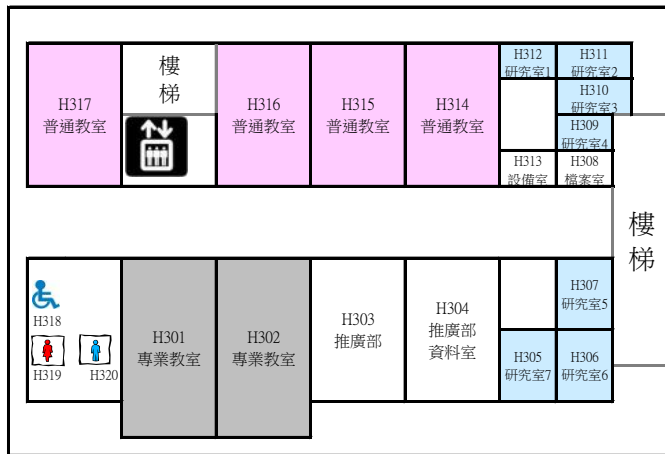 H317
普通教室
樓
梯
H316
普通教室
H315
普通教室
H314
普通教室
H312
研究室1
H311
研究室2
H310
研究室3
H309
研究室4
H313
設備室
H308
檔案室
樓
梯
H318
H319
H320
H301
專業教室
H302
專業教室
H303
推廣部
H304
推廣部
資料室
H307
研究室5
H305
研究室7
H306
研究室6